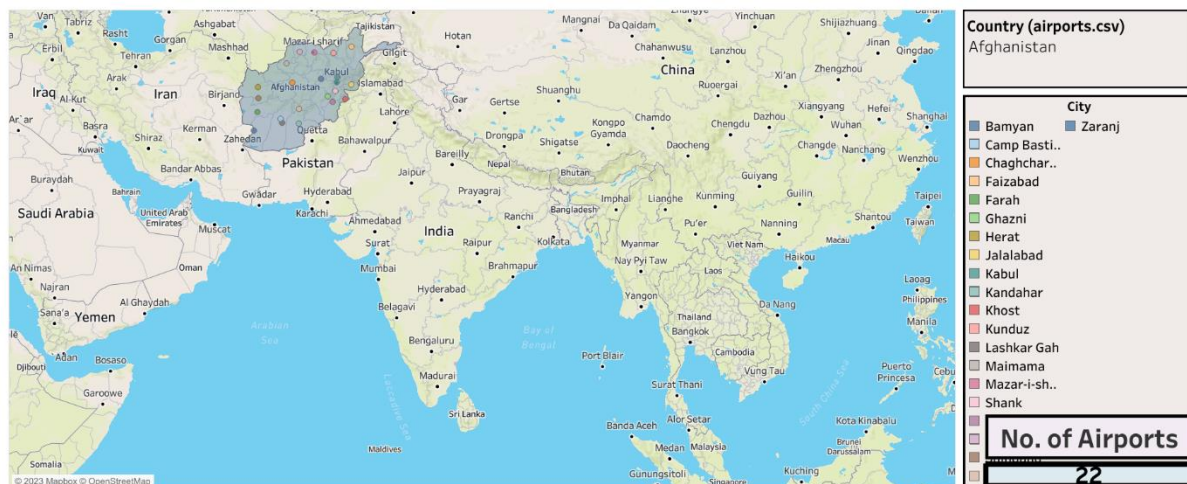 Van
Tabriz
Rasht
Ashgabat
Gorgan
Tajikistan
Mashhad
Mazar-i sharif
Hotan
Mangnai
Da Qaidam
Zhangye
Yinchuan
Shijiazhuang
Dalian
Erbil
Tehran
Gilgit
Chahanwusu
Lanzhou
Jinan
Qingdao
Kabul
Arak
Iran
Birjand
Afghanistan
Islamabad
China
Xi'an
Zhengzhou
Iraq
Al-Kut
Gar
Gertse
Shuanghu
Ruoergai
Ar'ar
Basra
Kuwait
Shiraz
Kerman
Zahedan
Quetta
Lahore
Bahawalpur
Drongpa
Shigatse
Kongpo
Gyamda
Chamdo
Chengdu
Dazhou
Xiangyang
Wuhan
Hefei
Shanghai
Pakistan
Bareilly
Nepal
Bhutan
Daocheng
Changde
Nanchang
Wenzhou
Buraydah
Bandar Abbas
Bahrain
Gwadar
Hyderabad
Karachi
Jaipur
Prayagraj
Imphal
Lianghe
Kunming
Guiyang
Guilin
Taipei
Taiwan
Saudi Arabia
United Arab
Emirates
Muscat
Ahmedabad
Surat
India
Ranchi
Bangladesh
Kolkata
Pu'er
Nanning
Shantou
Macau
An Nimas
Oman
Najran
Mumbai
Raipur
Brahmapur
Myanmar
Nay Pyi Taw
Viet Nam
Laos
Haikou
Sana'a
Al Ghaydah
Yemen
Hyderabad
Belagavi
Yangon
Thailand
Bangkok
Da Nang
Laoag
Philippines
Manila
Arabian
Sea
Bay of
Bengal
Adan
Djibouti
Bosaso
Bengaluru
Port Blair
Cambodia
Vung Tau
Garoowe
Madurai
Laccadive Sea
Sri Lanka
Surat Thani
South China Sea
Puerto
Princesa
Cebu
Banda Aceh
Alor Setar
Kota Kinabalu
Somalia
Maldives
Medan
Malaysia
Brunei
Darussalam
Gunungsitoli
Singapore
Kuching
© 2023 Mapbox © OpenStreetMap
Country (airports.csv)
Afghanistan
City
Bamyan
Camp Basti..
Chaghchar..
Faizabad
Farah
Ghazni
Herat
Jalalabad
Kabul
Kandahar
Khost
Kunduz
Lashkar Gah
Maimama
Mazar-i-sh..
Shank
Zaranj
No. of Airports
22